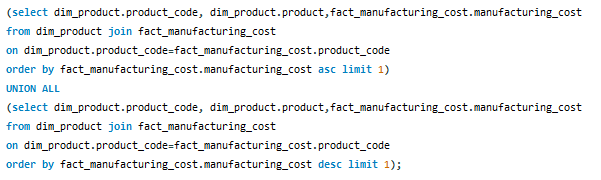 (select dim_product.product_code, dim_product.product,fact_manufacturing_cost.manufacturing_cost
from dim_product join fact_manufacturing_cost
on dim_product.product_code=fact_manufacturing_cost.product_code
order by fact_manufacturing_cost.manufacturing_cost asc limit 1)
UNION ALL
(select dim_product.product_code, dim_product.product,fact_manufacturing_cost.manufacturing_cost
from dim_product join fact_manufacturing_cost
on dim_product.product_code=fact_manufacturing_cost.product_code
order by fact_manufacturing_cost.manufacturing_cost desc limit 1);